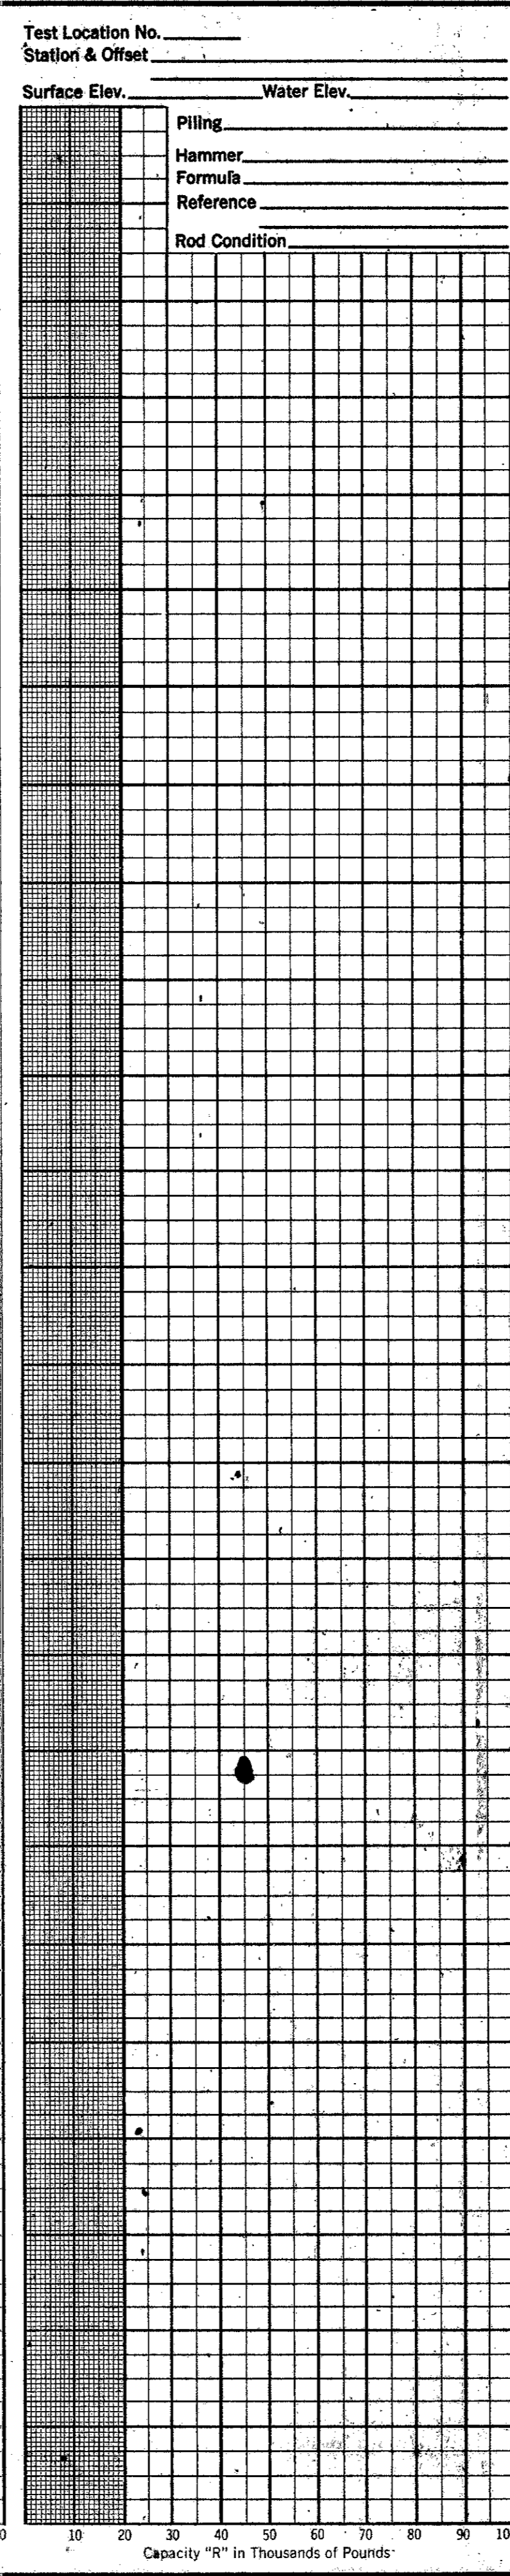 Test Location No.
Station & Offset
Surface Elev. Water Elev.
Piling
Hammer
Formula
Reference
Rod Condition
0 10 20 30 40 50 60 70 80 90 10
Capacity "R" in Thousands of Pounds